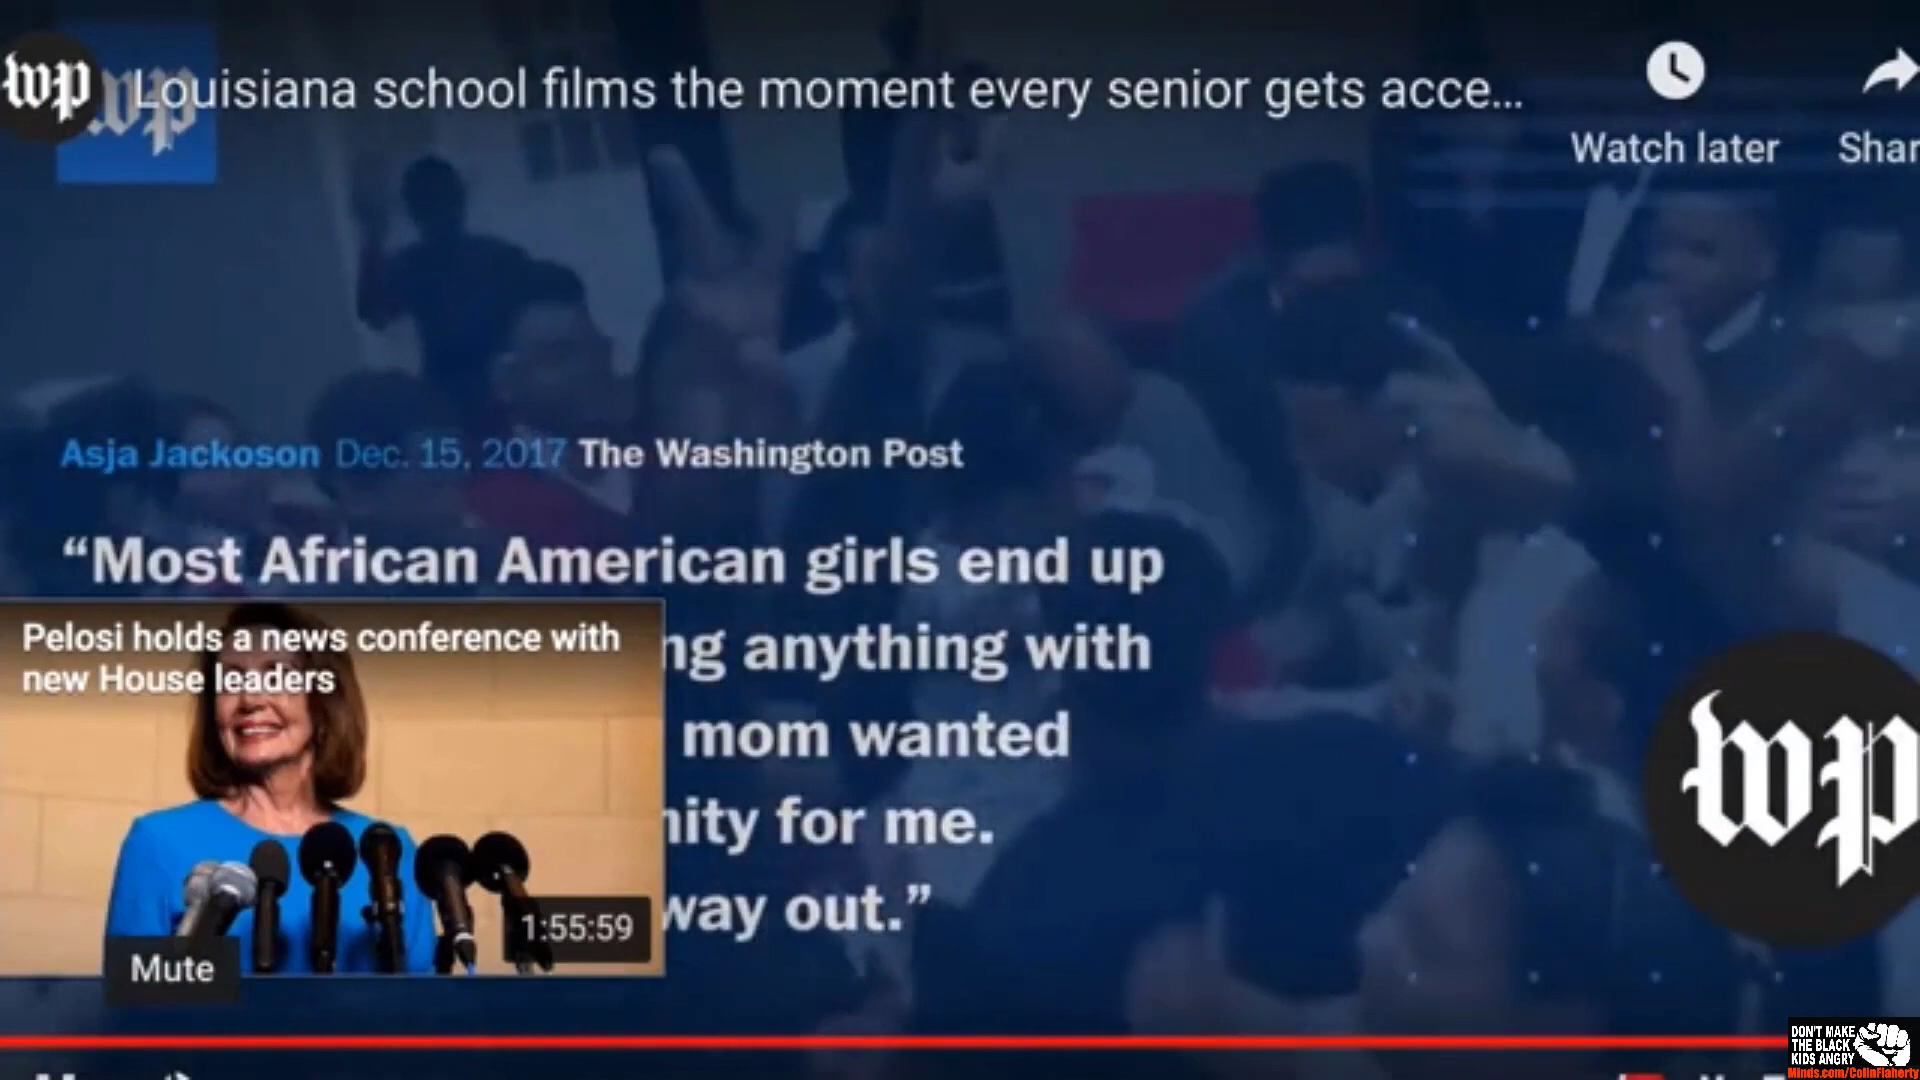 wp
wp
Louisiana school films the moment every senior gets acce...
Watch later
Shar
Asja Jackoson Dec. 15, 2017 The Washington Post
“Most African American girls end up
ng anything with
mom wanted
nity for me.
way out.”
Pelosi holds a news conference with
new House leaders
1:55:59
Mute
wp
DON'T MAKE
THE BLACK
KIDS ANGRY
Minds.com/ColinFlaherty